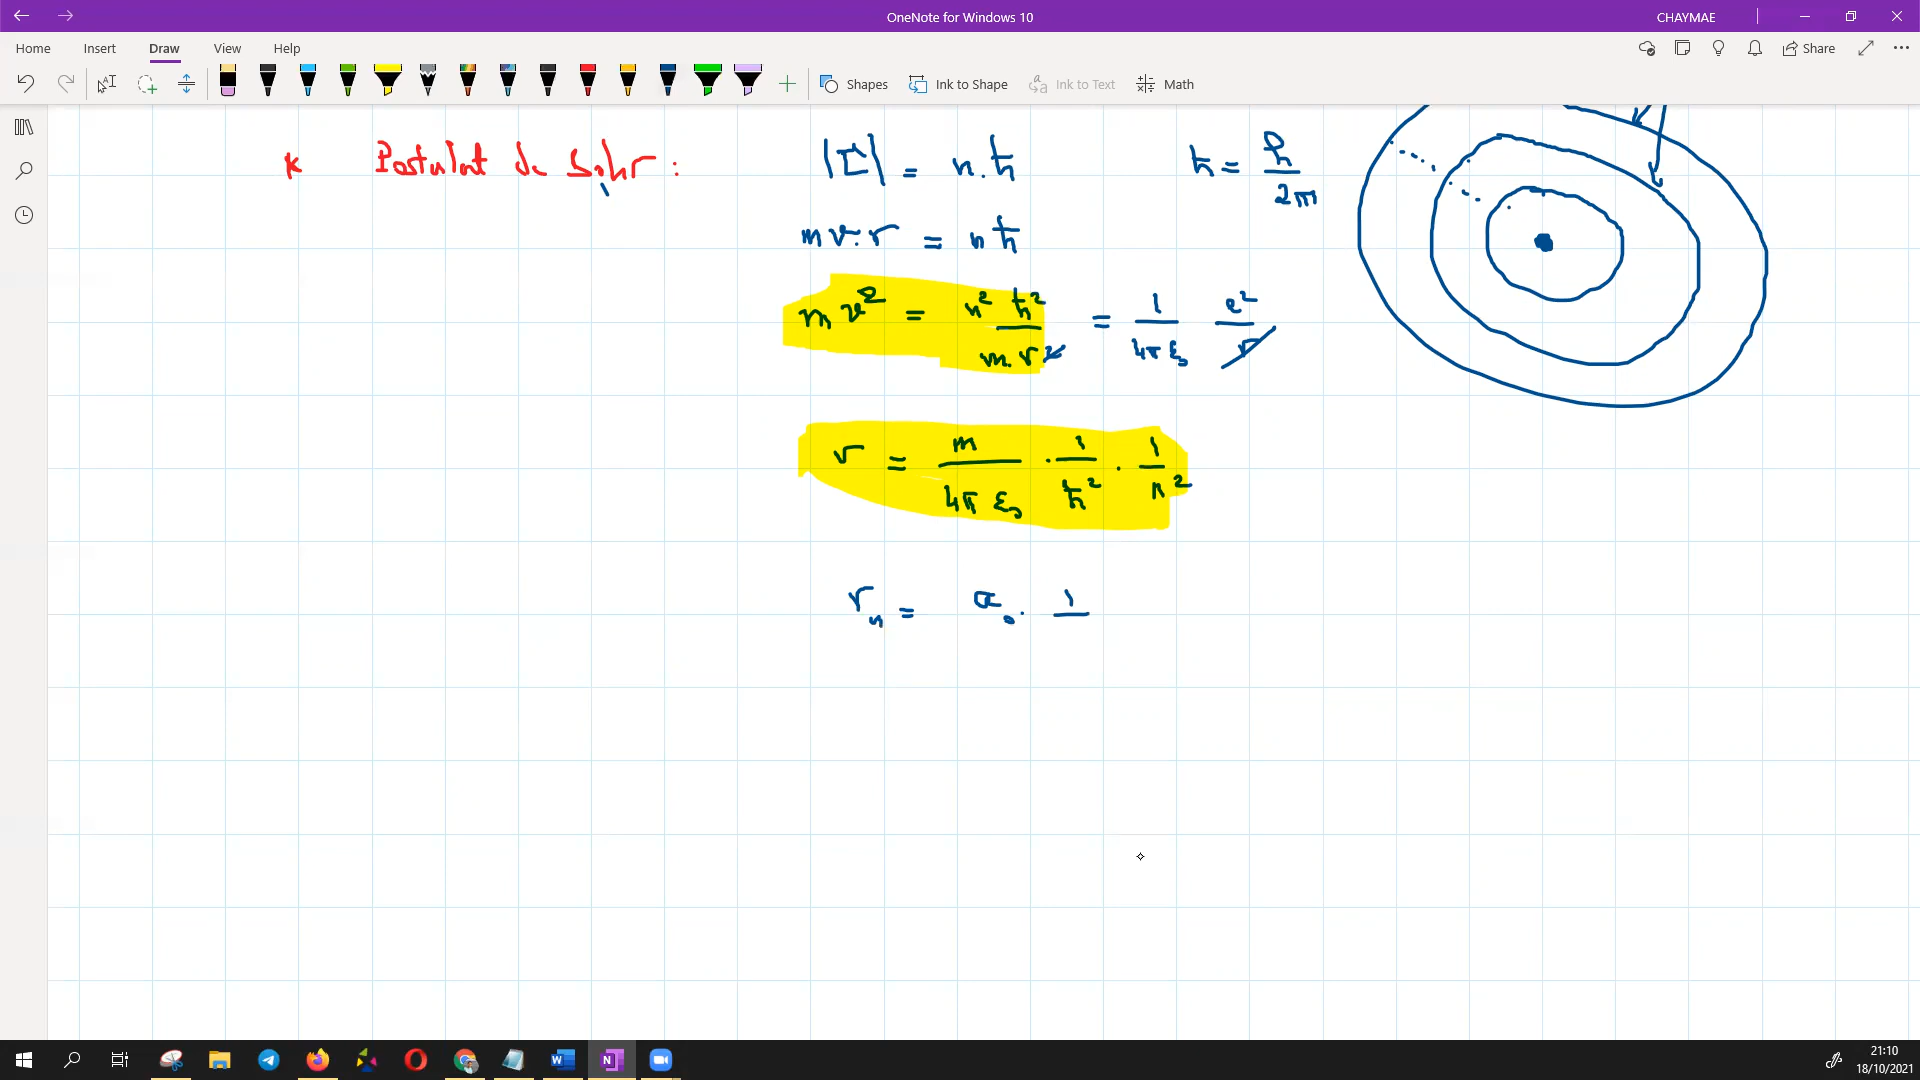 OneNote for Windows 10
CHAYMAE
Home Insert Draw View Help
Share
Shapes Ink to Shape Ink to Text Math
* Postulat de Bohr : |L| = n.ħ ħ = h/2π
mv.r = nħ
mv² = n²ħ²/m.r² = 1/4πε₀ e²/r
r = m/4πε₀ . 1/ħ² . 1/n²
rₙ = a₀ . 1/
21:10
18/10/2021